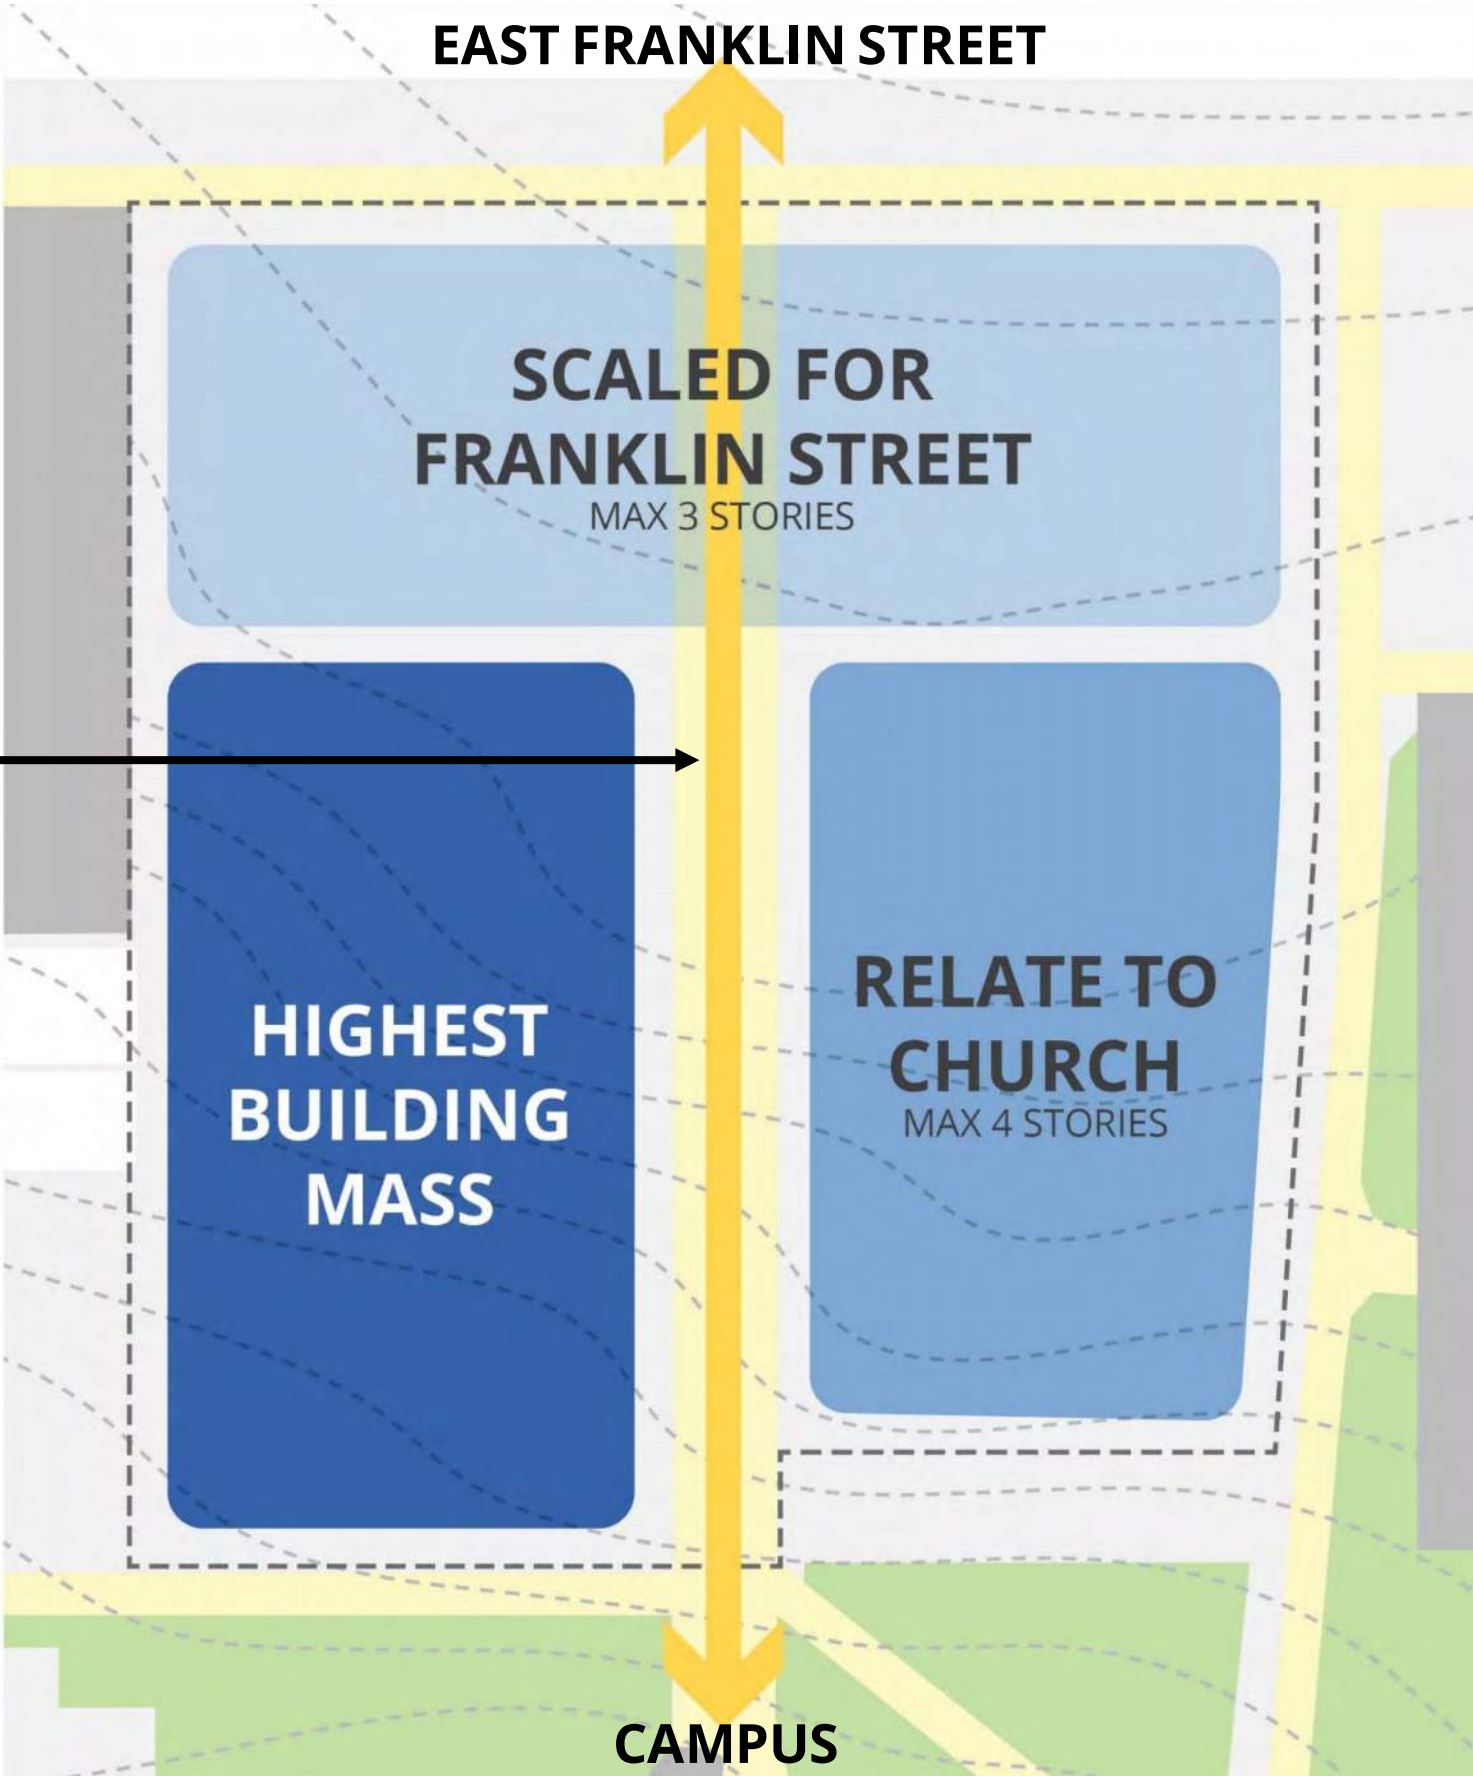 EAST FRANKLIN STREET
SCALED FOR
FRANKLIN STREET
MAX 3 STORIES
HIGHEST
BUILDING
MASS
RELATE TO
CHURCH
MAX 4 STORIES
CAMPUS